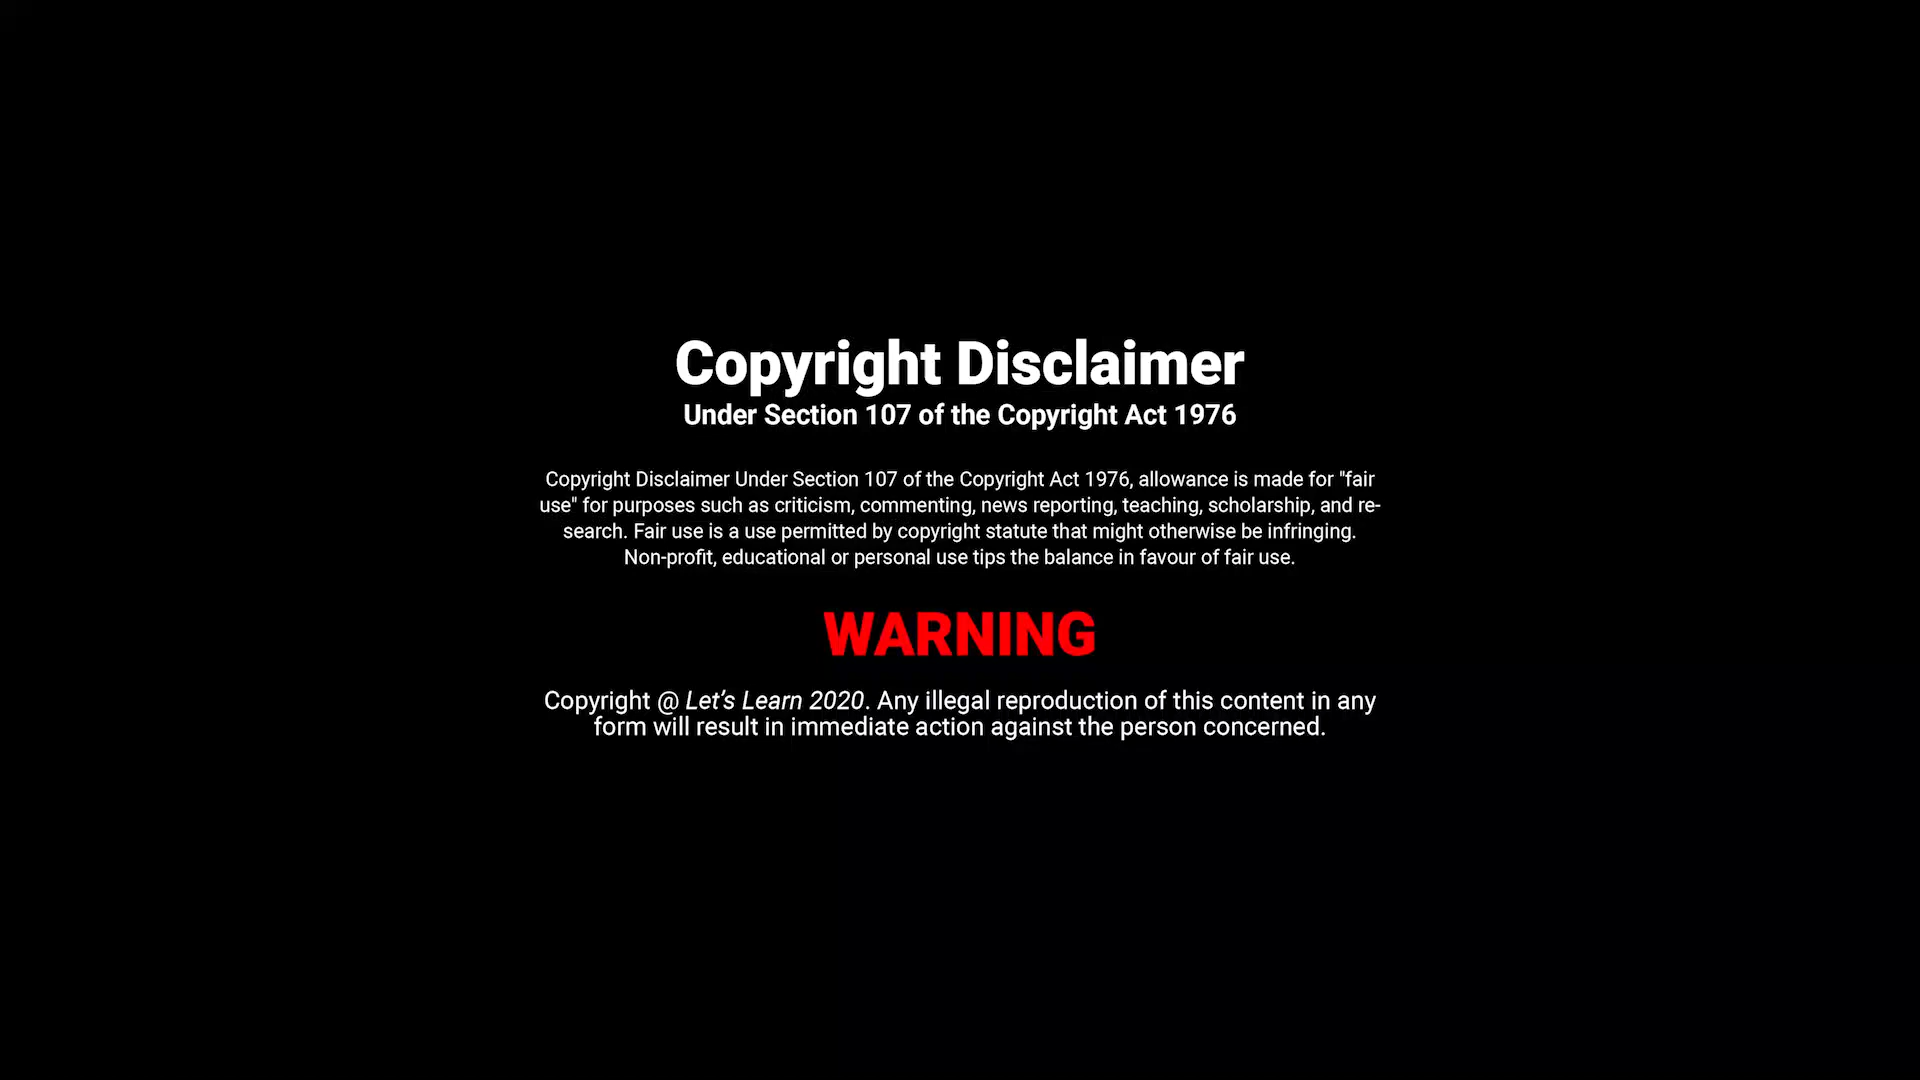 Copyright Disclaimer
Under Section 107 of the Copyright Act 1976
Copyright Disclaimer Under Section 107 of the Copyright Act 1976, allowance is made for "fair
use" for purposes such as criticism, commenting, news reporting, teaching, scholarship, and re-
search. Fair use is a use permitted by copyright statute that might otherwise be infringing.
Non-profit, educational or personal use tips the balance in favour of fair use.
WARNING
Copyright @ Let’s Learn 2020. Any illegal reproduction of this content in any
form will result in immediate action against the person concerned.